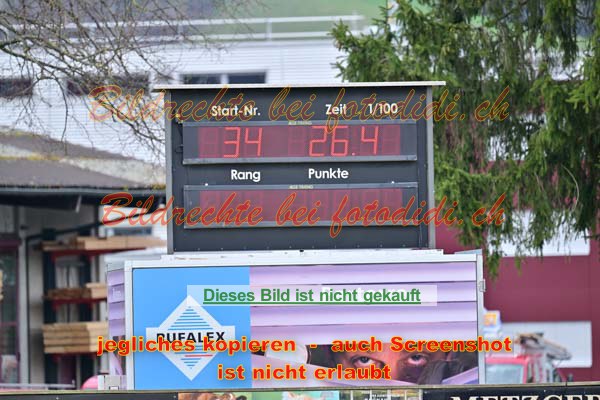 Bildrechte bei fotodidi.ch
Start-Nr. Zeit 1/100
34 26.4
Rang Punkte
Bildrechte bei fotodidi.ch
Dieses Bild ist nicht gekauft
RUFALEX
jegliches kopieren - auch Screenshot
ist nicht erlaubt